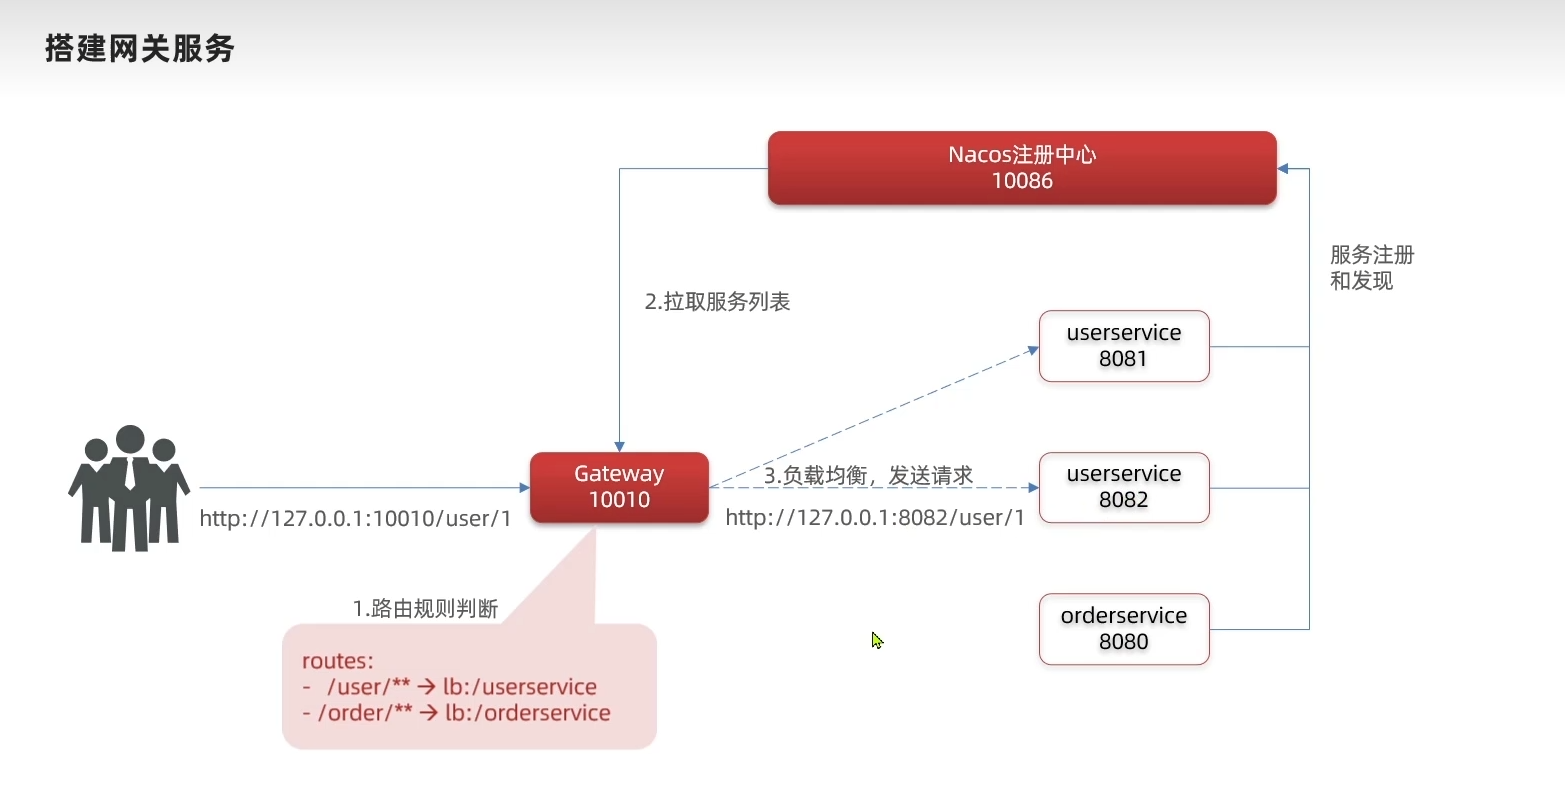 搭建网关服务
Nacos注册中心
10086
服务注册
和发现
2.拉取服务列表
userservice
8081
Gateway
10010
3.负载均衡，发送请求
userservice
8082
http://127.0.0.1:10010/user/1
http://127.0.0.1:8082/user/1
1.路由规则判断
orderservice
8080
routes:
- /user/** → lb:/userservice
- /order/** → lb:/orderservice